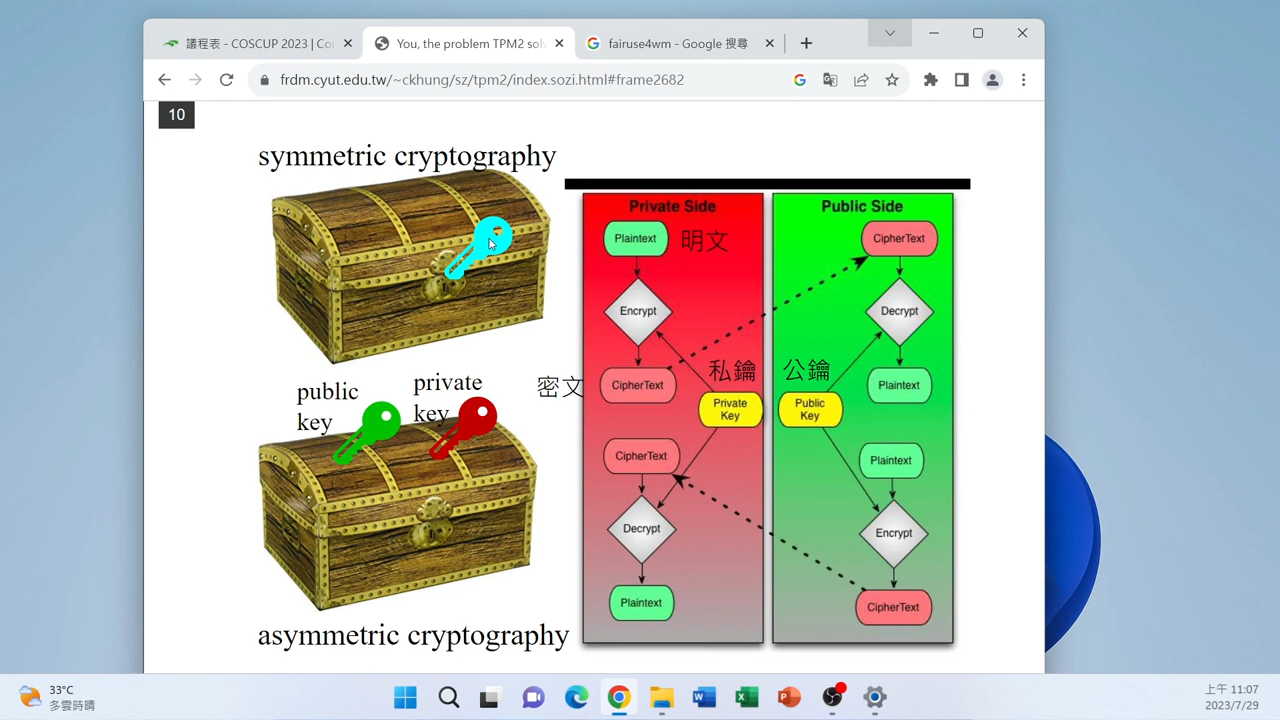 議程表 - COSCUP 2023 | Co
You, the problem TPM2 sol
fairuse4wm - Google 搜尋
frdm.cyut.edu.tw/~ckhung/sz/tpm2/index.sozi.html#frame2682
10
symmetric cryptography
public
key
private
key
asymmetric cryptography
Private Side
Plaintext
明文
Encrypt
CipherText
密文
私鑰
Private
Key
CipherText
Decrypt
Plaintext
Public Side
CipherText
Decrypt
Plaintext
公鑰
Public
Key
Plaintext
Encrypt
CipherText
33°C
多雲時晴
上午 11:07
2023/7/29